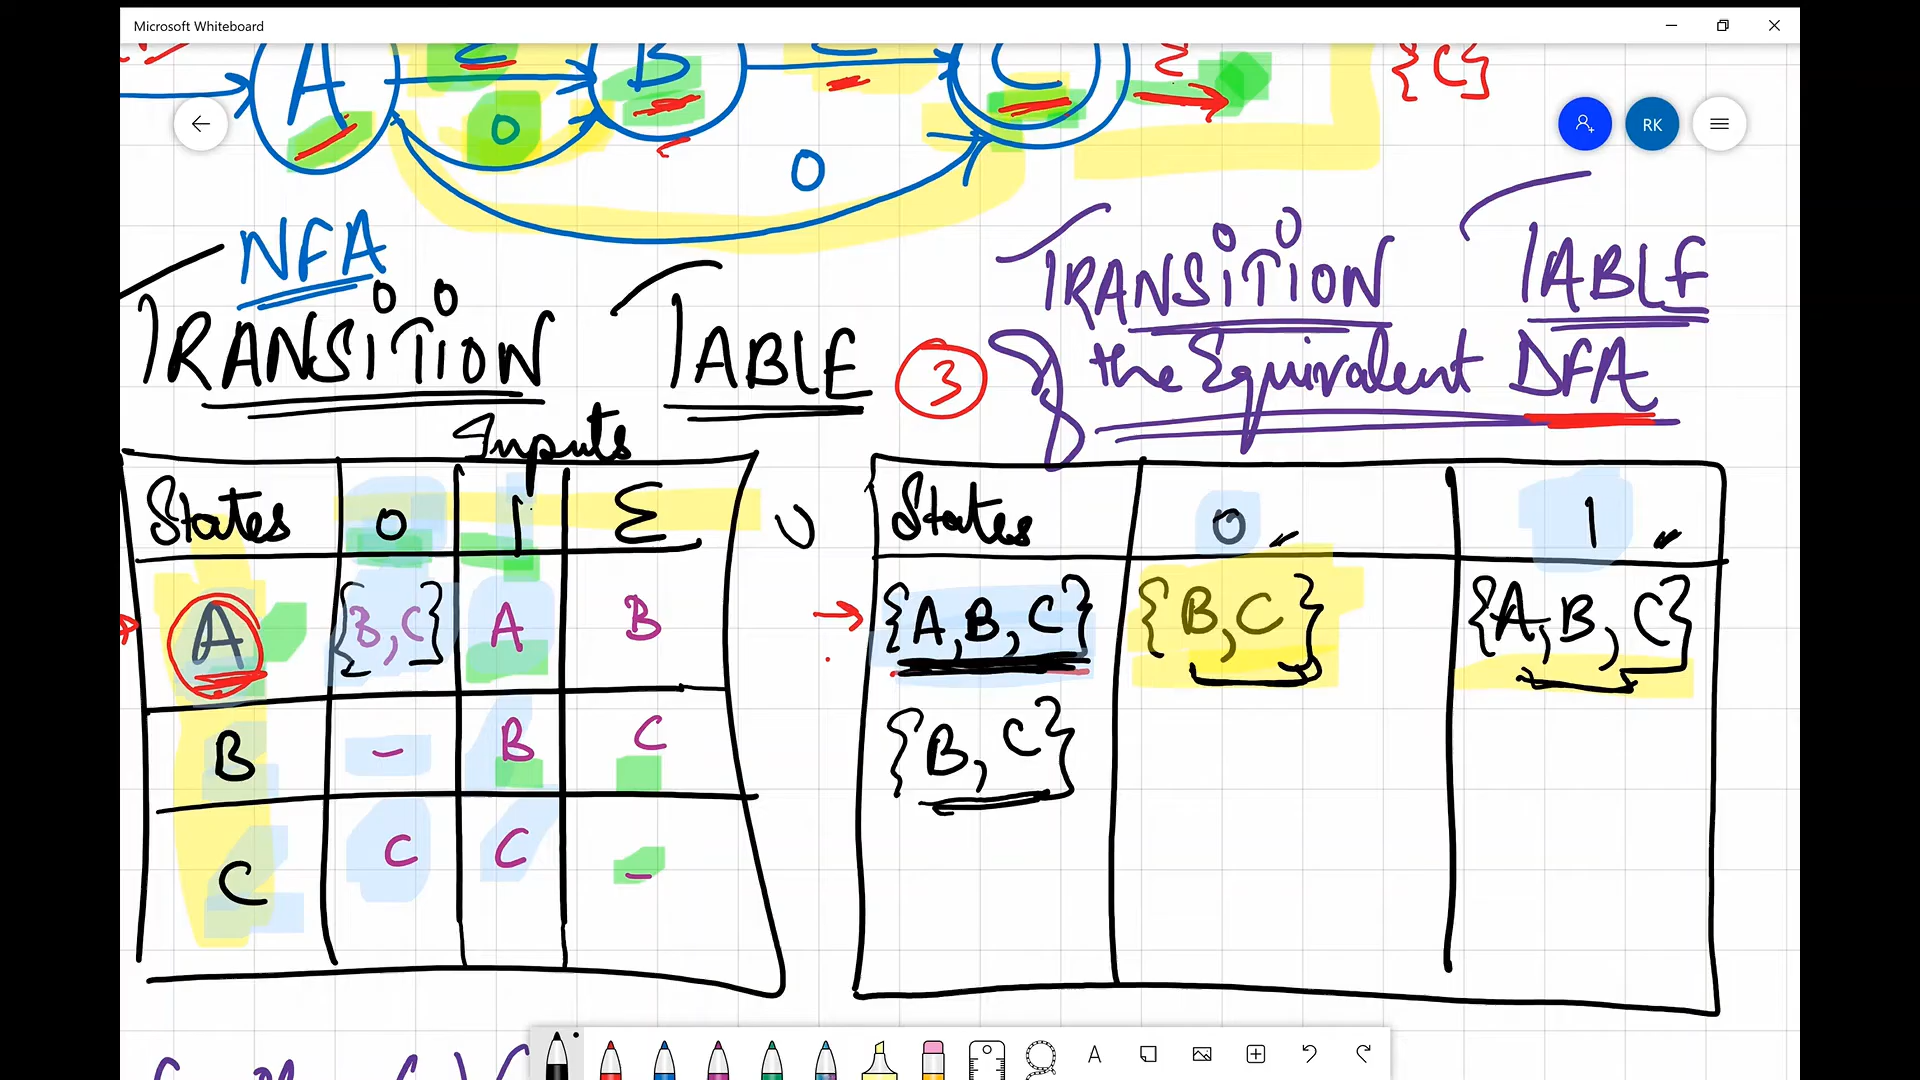 Microsoft Whiteboard
A ε B ε C ε {C}
0
0
RK
NFA
TRANSITION TABLE
TRANSITION TABLE
3
of the Equivalent DFA
Inputs
States 0 1 ε
A {B,C} A B
B - B C
C C C -
States 0 1
{A,B,C} {B,C} {A,B,C}
{B,C}
A